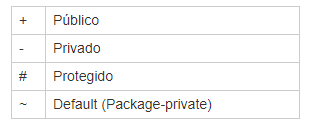 + Público
- Privado
# Protegido
~ Default (Package-private)